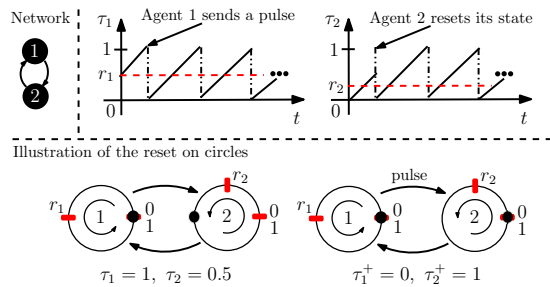 Network
1
2
τ₁
Agent 1 sends a pulse
1
r₁
0
t
τ₂
Agent 2 resets its state
1
r₂
0
t
Illustration of the reset on circles
r₁
1
0
1
r₂
2
0
1
τ₁ = 1, τ₂ = 0.5
r₁
1
0
1
pulse
r₂
2
0
1
τ₁⁺ = 0, τ₂⁺ = 1